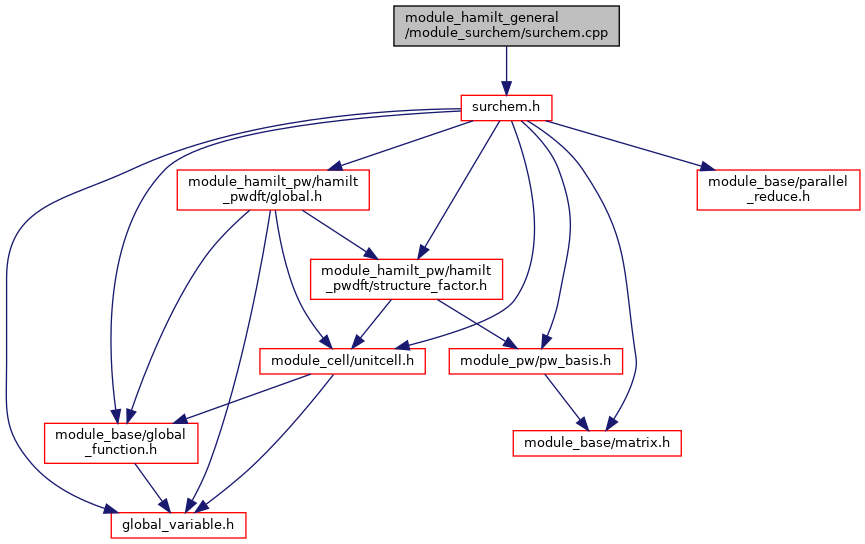 module_hamilt_general
/module_surchem/surchem.cpp
surchem.h
module_hamilt_pw/hamilt
_pwdft/global.h
module_base/parallel
_reduce.h
module_hamilt_pw/hamilt
_pwdft/structure_factor.h
module_cell/unitcell.h
module_pw/pw_basis.h
module_base/global
_function.h
module_base/matrix.h
global_variable.h